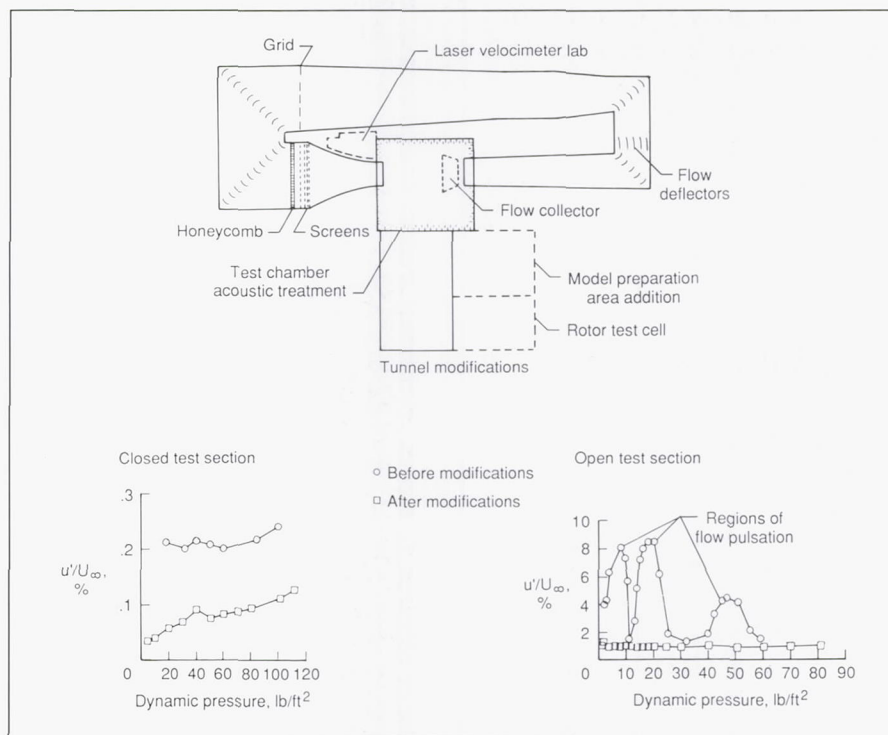 Grid
Laser velocimeter lab
Flow
deflectors
Flow collector
Honeycomb
Screens
Test chamber
acoustic treatment
Model preparation
area addition
Rotor test cell
Tunnel modifications
Closed test section
○ Before modifications
□ After modifications
Open test section
.3
.2
.1
0
u'/U∞,
%
20 40 60 80 100 120
Dynamic pressure, lb/ft²
Regions of
flow pulsation
10
8
6
4
2
0
u'/U∞,
%
10 20 30 40 50 60 70 80 90
Dynamic pressure, lb/ft²